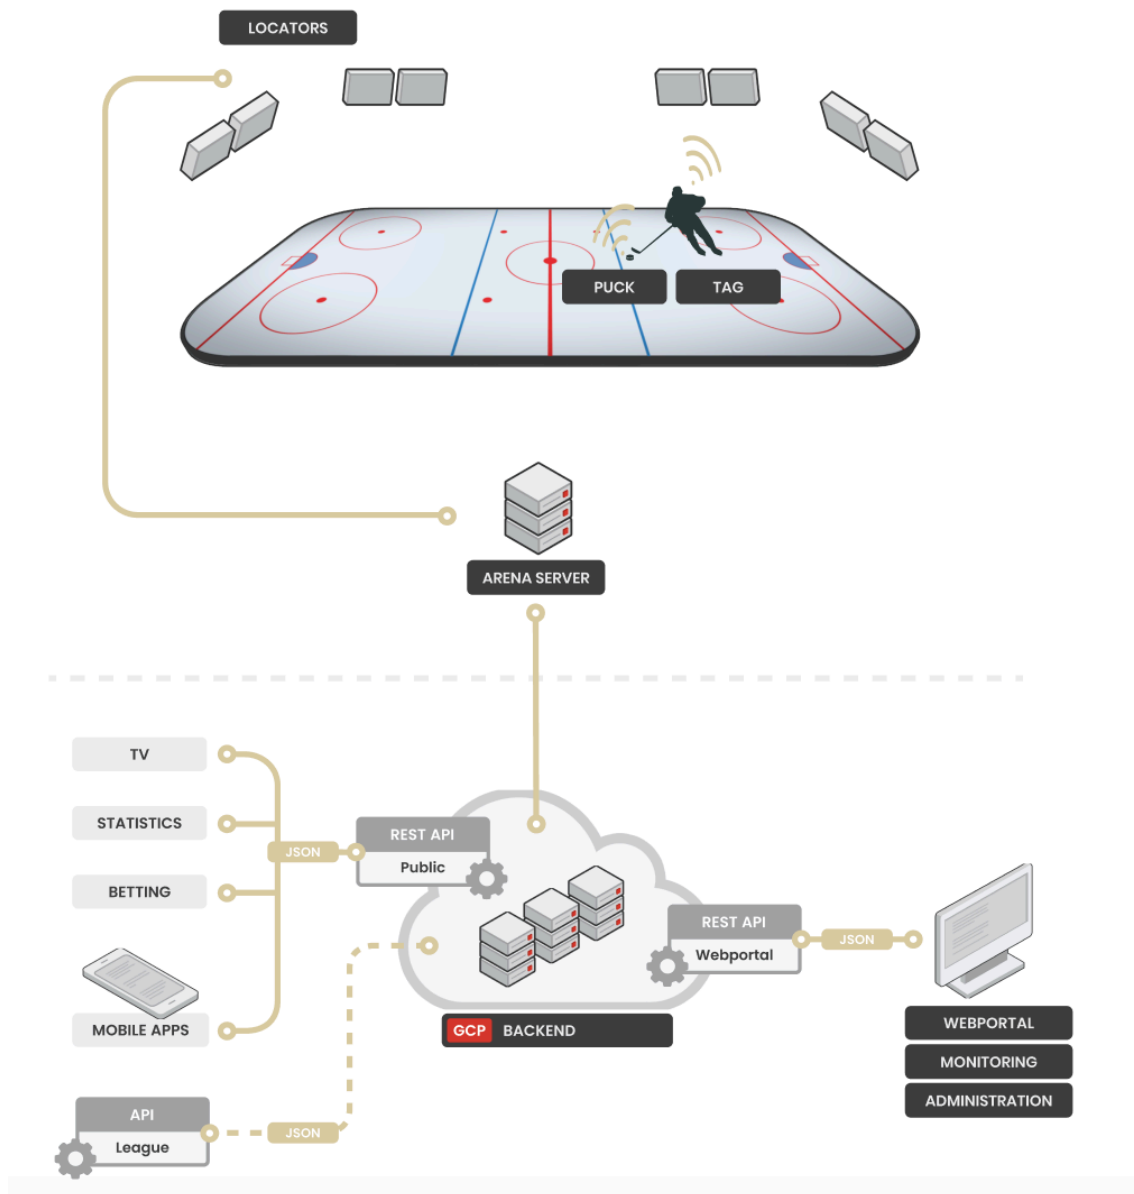 LOCATORS
PUCK
TAG
ARENA SERVER
TV
STATISTICS
BETTING
MOBILE APPS
JSON
REST API
Public
REST API
Webportal
JSON
GCP BACKEND
WEBPORTAL
MONITORING
ADMINISTRATION
API
League
JSON